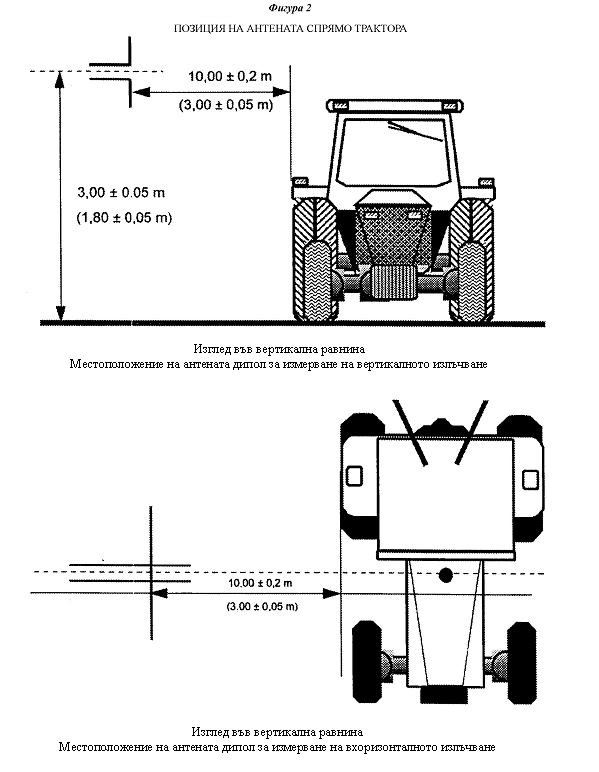 Фигура 2
ПОЗИЦИЯ НА АНТЕНАТА СПРЯМО ТРАКТОРА
10,00 ± 0,2 m
(3,00 ± 0,05 m)
3,00 ± 0.05 m
(1,80 ± 0,05 m)
Изглед във вертикална равнина
Местоположение на антената дипол за измерване на вертикалното излъчване
10.00 ± 0,2 m
(3.00 ± 0,05 m)
Изглед във вертикална равнина
Местоположение на антената дипол за измерване на вхоризонталното излъчване